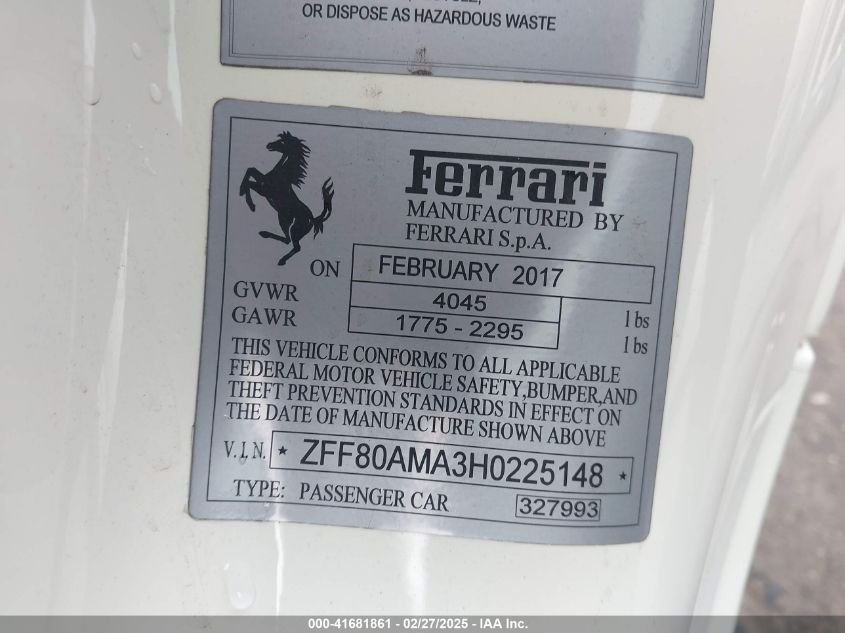 OR DISPOSE AS HAZARDOUS WASTE
Ferrari
MANUFACTURED BY
FERRARI S.p.A.
ON FEBRUARY 2017
GVWR 4045 lbs
GAWR 1775 - 2295 lbs
THIS VEHICLE CONFORMS TO ALL APPLICABLE
FEDERAL MOTOR VEHICLE SAFETY,BUMPER,AND
THEFT PREVENTION STANDARDS IN EFFECT ON
THE DATE OF MANUFACTURE SHOWN ABOVE
V.I.N. * ZFF80AMA3H0225148 *
TYPE: PASSENGER CAR 327993
000-41681861 - 02/27/2025 - IAA Inc.